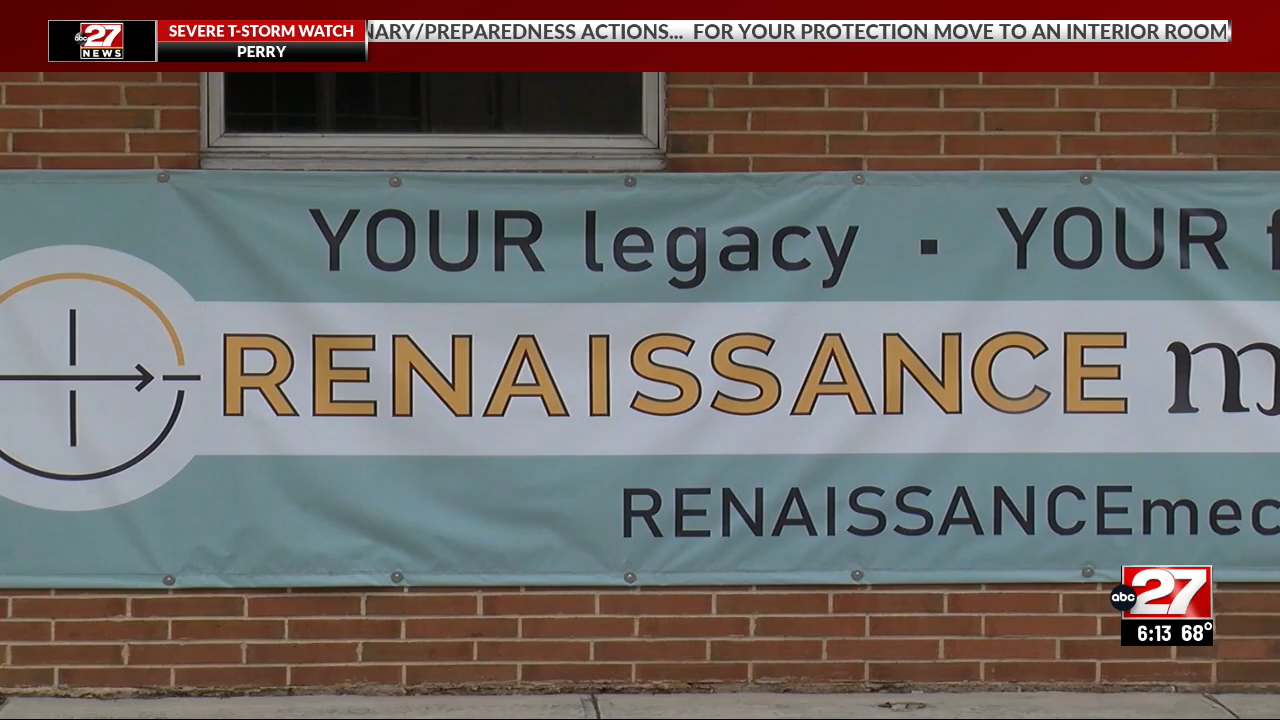 abc 27 NEWS
SEVERE T-STORM WATCH
PERRY
NARY/PREPAREDNESS ACTIONS... FOR YOUR PROTECTION MOVE TO AN INTERIOR ROOM
YOUR legacy ▪ YOUR f
RENAISSANCE m
RENAISSANCEmec
abc 27
6:13 68°